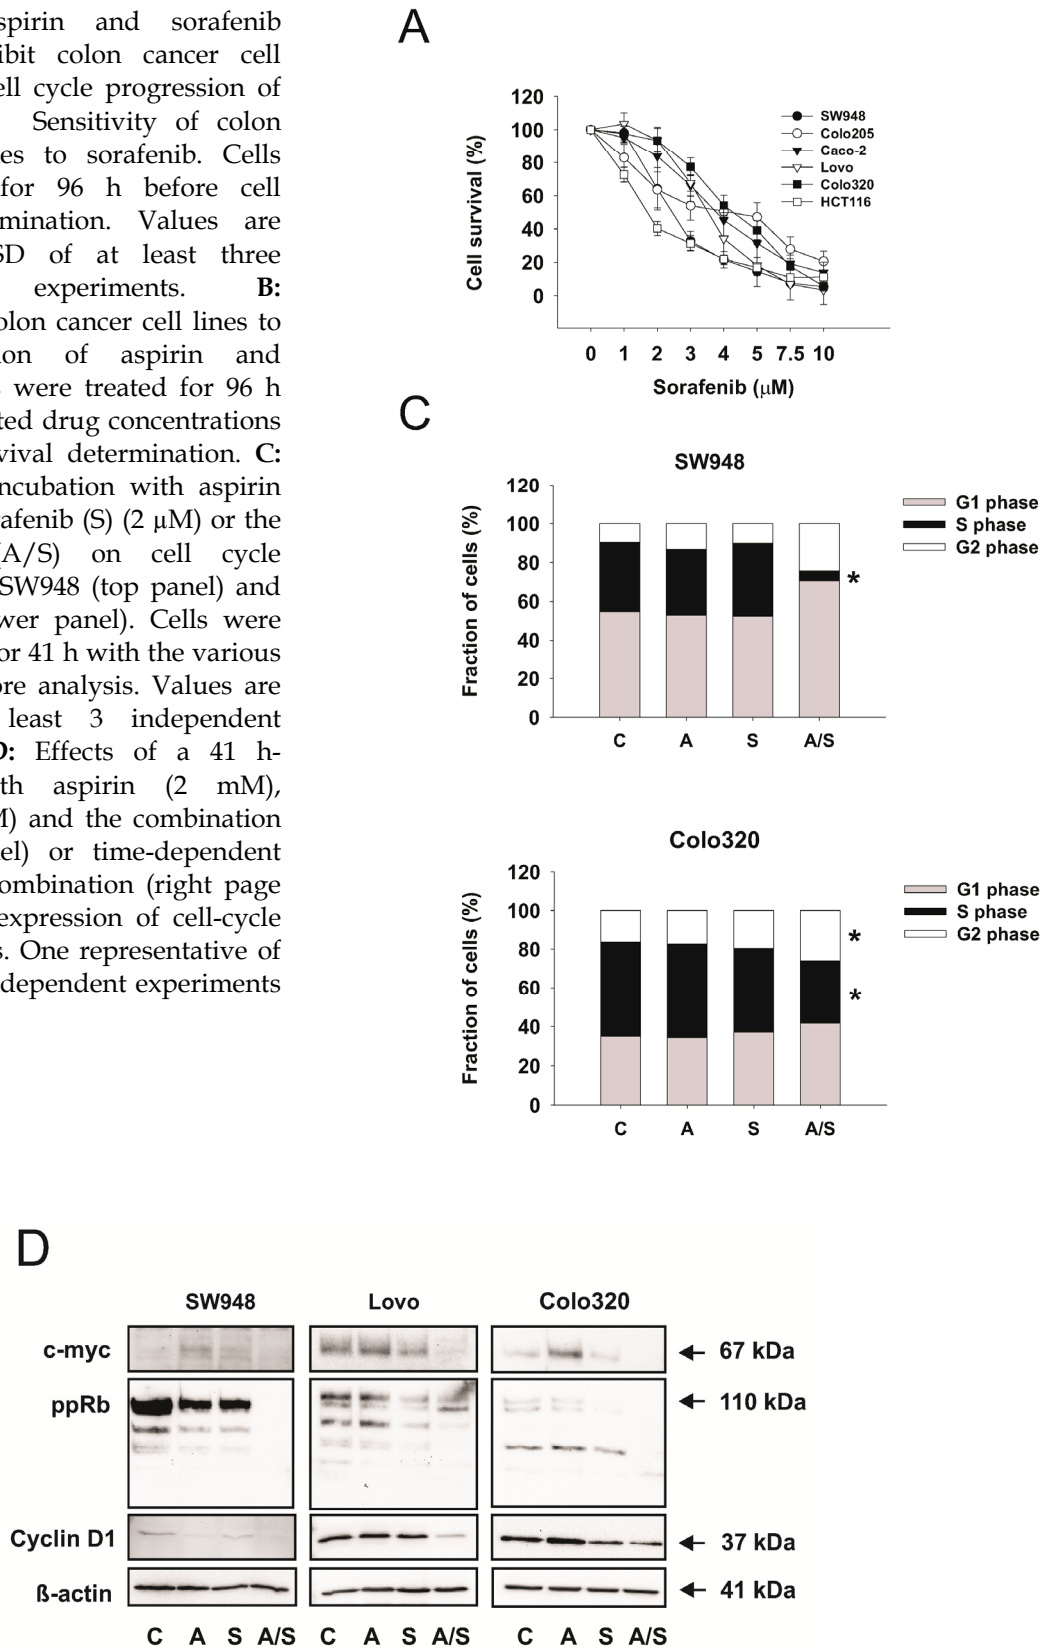 spirin and sorafenib
ibit colon cancer cell
ell cycle progression of
Sensitivity of colon
es to sorafenib. Cells
for 96 h before cell
rmination. Values are
SD of at least three
experiments. B:
olon cancer cell lines to
ion of aspirin and
s were treated for 96 h
ted drug concentrations
vival determination. C:
ncubation with aspirin
rafenib (S) (2 µM) or the
(A/S) on cell cycle
SW948 (top panel) and
wer panel). Cells were
or 41 h with the various
ore analysis. Values are
least 3 independent
D: Effects of a 41 h-
th aspirin (2 mM),
M) and the combination
el) or time-dependent
ombination (right page
expression of cell-cycle
s. One representative of
dependent experiments
A
Cell survival (%)
120
100
80
60
40
20
0
SW948
Colo205
Caco-2
Lovo
Colo320
HCT116
0 1 2 3 4 5 7.5 10
Sorafenib (µM)
C
SW948
Fraction of cells (%)
120
100
80
60
40
20
0
G1 phase
S phase
G2 phase
*
C A S A/S
Colo320
Fraction of cells (%)
120
100
80
60
40
20
0
G1 phase
S phase
G2 phase
*
*
C A S A/S
D
SW948 Lovo Colo320
c-myc ← 67 kDa
ppRb ← 110 kDa
Cyclin D1 ← 37 kDa
ß-actin ← 41 kDa
C A S A/S C A S A/S C A S A/S